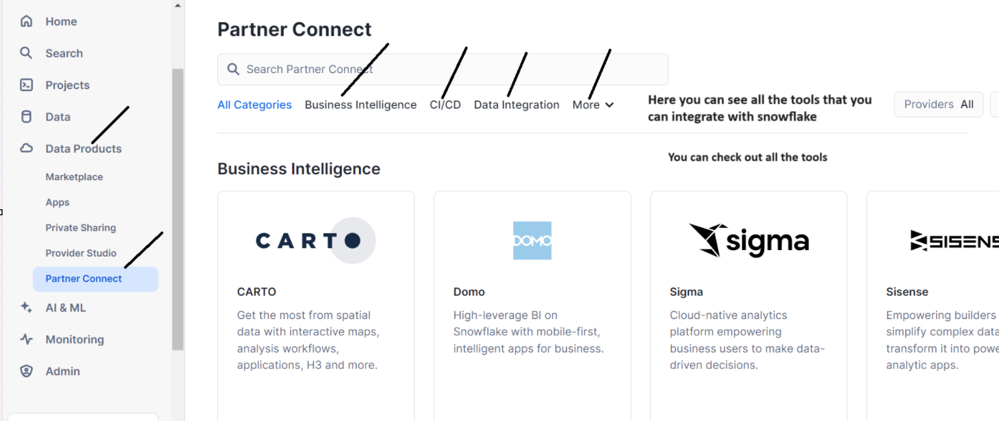 Home
Search
Projects
Data
Data Products
Marketplace
Apps
Private Sharing
Provider Studio
Partner Connect
AI & ML
Monitoring
Admin
Partner Connect
Search Partner Connect
All Categories Business Intelligence CI/CD Data Integration More
Here you can see all the tools that you
can integrate with snowflake
Providers All
You can check out all the tools
Business Intelligence
CARTO
CARTO
Get the most from spatial
data with interactive maps,
analysis workflows,
applications, H3 and more.
DOMO
Domo
High-leverage BI on
Snowflake with mobile-first,
intelligent apps for business.
sigma
Sigma
Cloud-native analytics
platform empowering
business users to make data-
driven decisions.
SISENS
Sisense
Empowering builders
simplify complex data
transform it into powe
analytic apps.